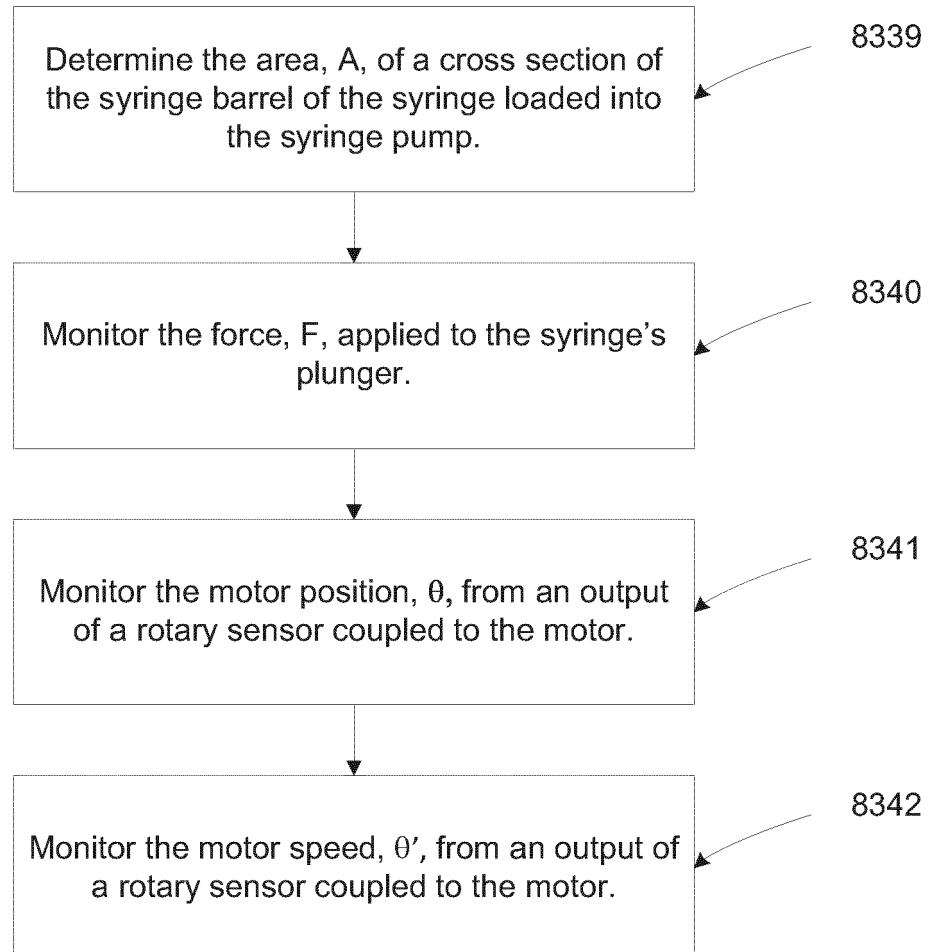 Determine the area, A, of a cross section of
the syringe barrel of the syringe loaded into
the syringe pump.
8339
Monitor the force, F, applied to the syringe's
plunger.
8340
Monitor the motor position, θ, from an output
of a rotary sensor coupled to the motor.
8341
Monitor the motor speed, θ', from an output of
a rotary sensor coupled to the motor.
8342